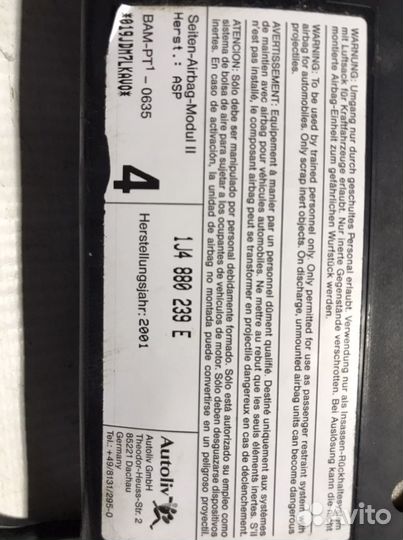 WARNUNG: Umgang nur durch geschultes Personal erlaubt. Verwendung nur als Insassen-Rückhaltesystem
mit Luftsack für Kraftfahrzeuge erlaubt. Nur inerte Gegenstände verschrotten. Bei Auslösung kann die nicht
montierte Airbag-Einheit zum gefährlichen Wurfstück werden.
WARNING: To be used by trained personnel only. Only permitted for use as passenger restraint system with
airbag for automobiles. Only scrap inert objects. On discharge, unmounted airbag units can become dangerous
projectiles.
AVERTISSEMENT: Equipement à manier par un personnel dûment qualifié. Destiné uniquement aux systèmes
de maintien avec airbag pour véhicules automobiles. Ne mettre au rebut que les seuls éléments inertes. S'il
n'est pas installé, le composant airbag peut se transformer en projectile dangereux en cas de déclenchement.
ATENCION: Sólo debe ser manipulado por personal debidamente formado. Sólo está autorizado su empleo como
sistema de bolsa de aire para sujetar a los ocupantes de vehículos de motor. Sólo deben desguazarse dispositivos
inertes. En caso de activación, la unidad de airbag no montada puede convertirse en un peligroso proyectil.
Seiten-Airbag-Modul II
Herst.: ASP
1J4 880 239 E
BAM-PT1 - 0635
4
Herstellungsjahr:2001
Autoliv
Autoliv GmbH
Theodor-Heuss-Str. 2
85221 Dachau
Germany
Tel.: +49/8131/295-0
Avito